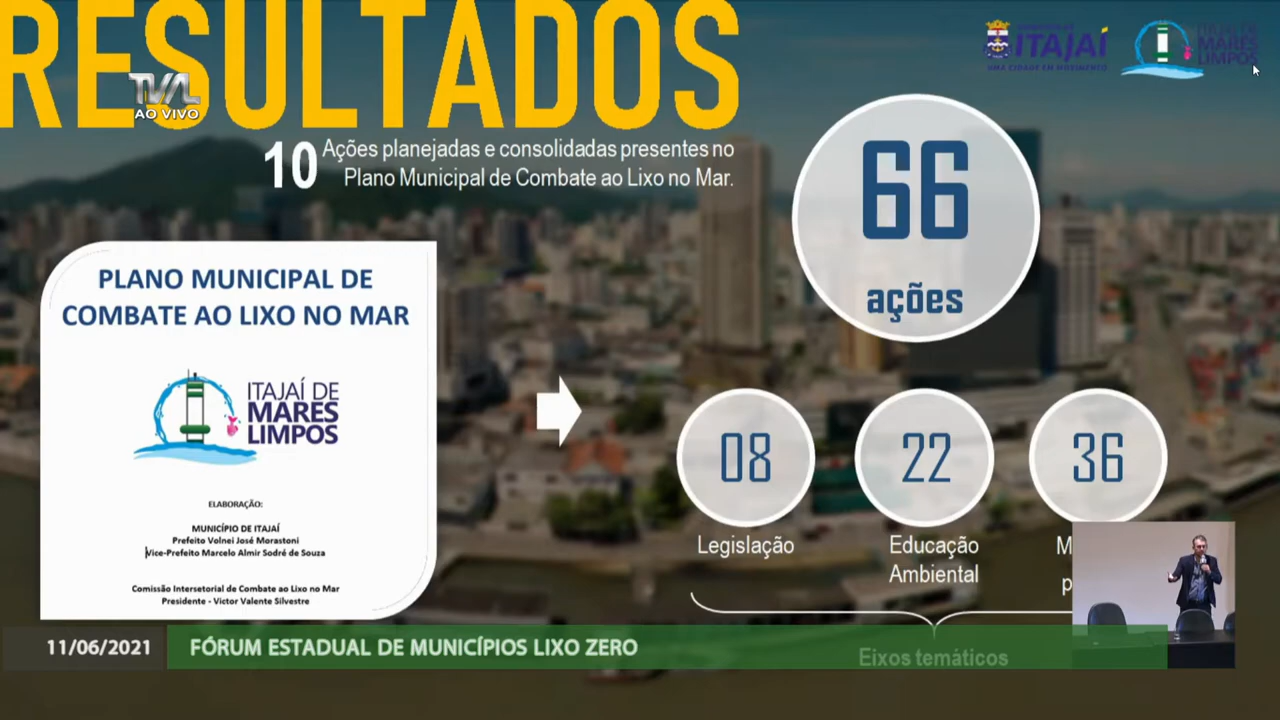 RESULTADOS
TVAL
AO VIVO
ITAJAÍ
UMA CIDADE EM MOVIMENTO
ITAJAÍ DE
MARES
LIMPOS
10 Ações planejadas e consolidadas presentes no
Plano Municipal de Combate ao Lixo no Mar.
66
ações
PLANO MUNICIPAL DE
COMBATE AO LIXO NO MAR
ITAJAÍ DE
MARES
LIMPOS
ELABORAÇÃO:
MUNICÍPIO DE ITAJAÍ
Prefeito Volnei José Morastoni
Vice-Prefeito Marcelo Almir Sodré de Souza
Comissão Intersetorial de Combate ao Lixo no Mar
Presidente - Victor Valente Silvestre
08
22
36
Legislação
Educação
Ambiental
Eixos temáticos
11/06/2021
FÓRUM ESTADUAL DE MUNICÍPIOS LIXO ZERO